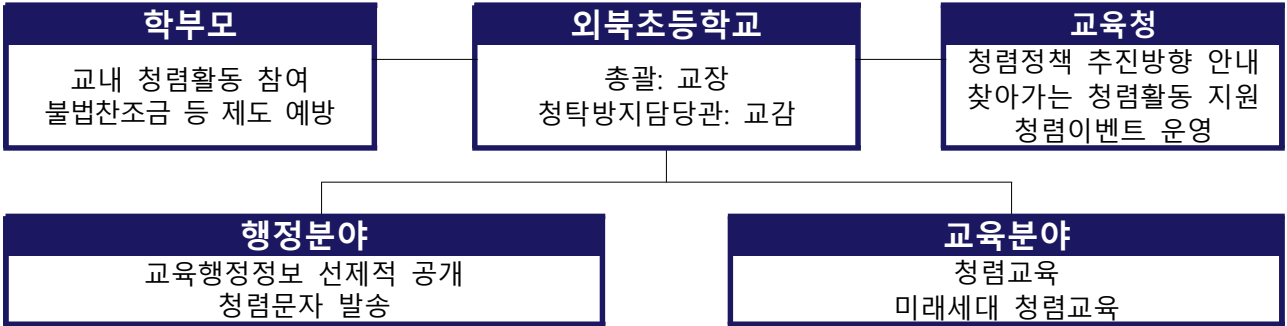 학부모
교내 청렴활동 참여
불법찬조금 등 제도 예방
외북초등학교
총괄: 교장
청탁방지담당관: 교감
교육청
청렴정책 추진방향 안내
찾아가는 청렴활동 지원
청렴이벤트 운영
행정분야
교육행정정보 선제적 공개
청렴문자 발송
교육분야
청렴교육
미래세대 청렴교육